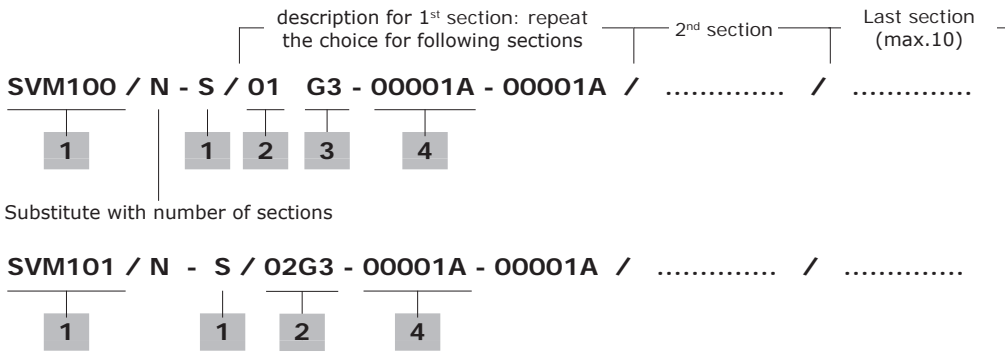 description for 1st section: repeat
the choice for following sections
2nd section
Last section
(max.10)
SVM100 / N - S / 01 G3 - 00001A - 00001A / ............. / .............
1 1 2 3 4
Substitute with number of sections
SVM101 / N - S / 02G3 - 00001A - 00001A / ............. / .............
1 1 2 4